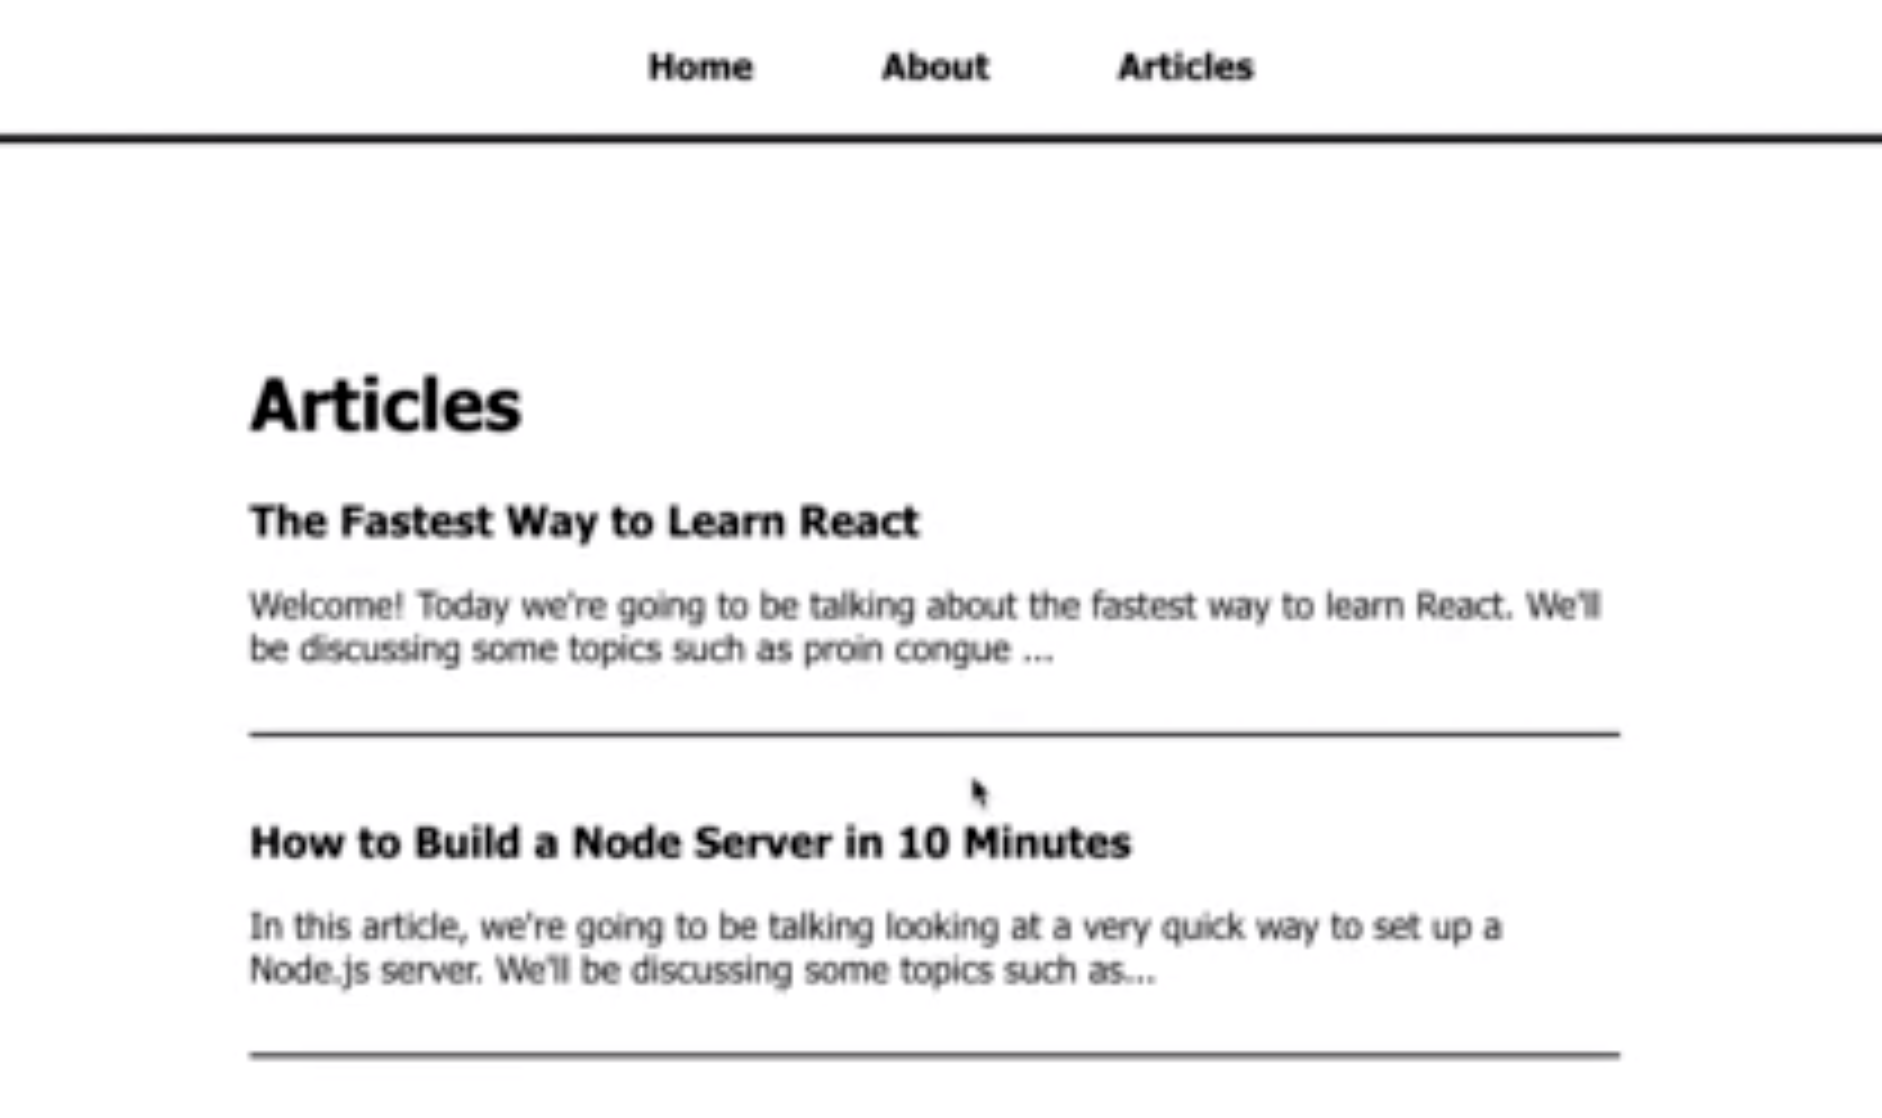 Home About Articles
Articles
The Fastest Way to Learn React
Welcome! Today we're going to be talking about the fastest way to learn React. We'll
be discussing some topics such as proin congue ...
How to Build a Node Server in 10 Minutes
In this article, we're going to be talking looking at a very quick way to set up a
Node.js server. We'll be discussing some topics such as...